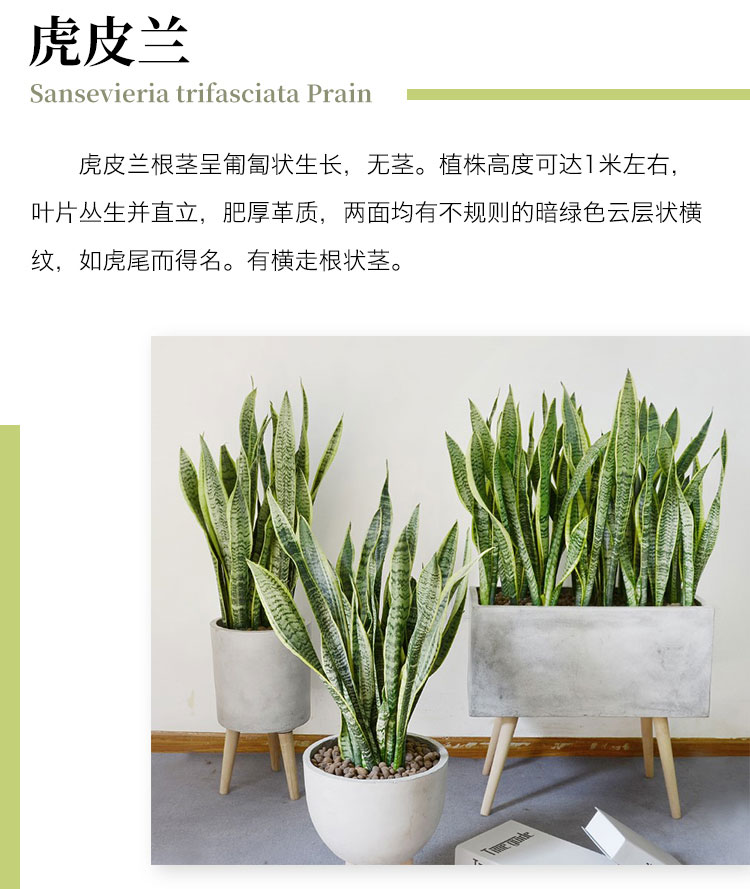 虎皮兰
Sansevieria trifasciata Prain
虎皮兰根茎呈匍匐状生长，无茎。植株高度可达1米左右，
叶片丛生并直立，肥厚革质，两面均有不规则的暗绿色云层状横
纹，如虎尾而得名。有横走根状茎。
Time guide